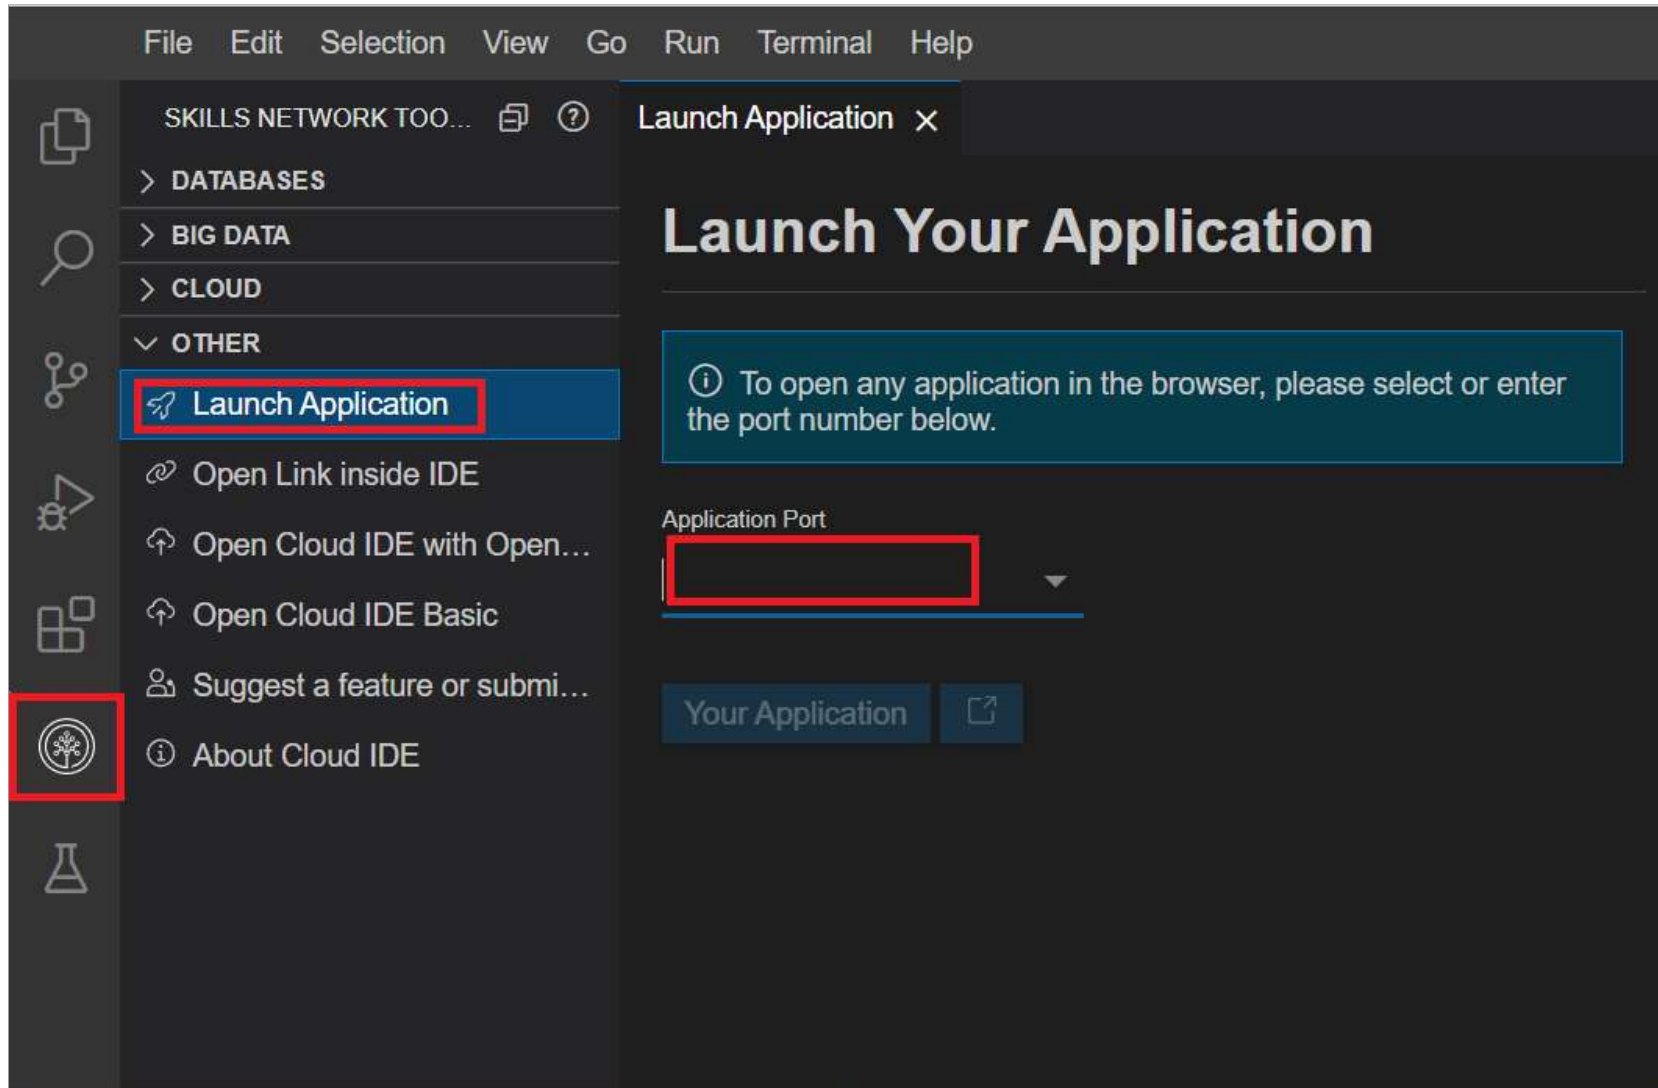 File Edit Selection View Go Run Terminal Help
SKILLS NETWORK TOO...
Launch Application
DATABASES
BIG DATA
CLOUD
OTHER
Launch Application
Open Link inside IDE
Open Cloud IDE with Open...
Open Cloud IDE Basic
Suggest a feature or submi...
About Cloud IDE
Launch Your Application
To open any application in the browser, please select or enter
the port number below.
Application Port
Your Application